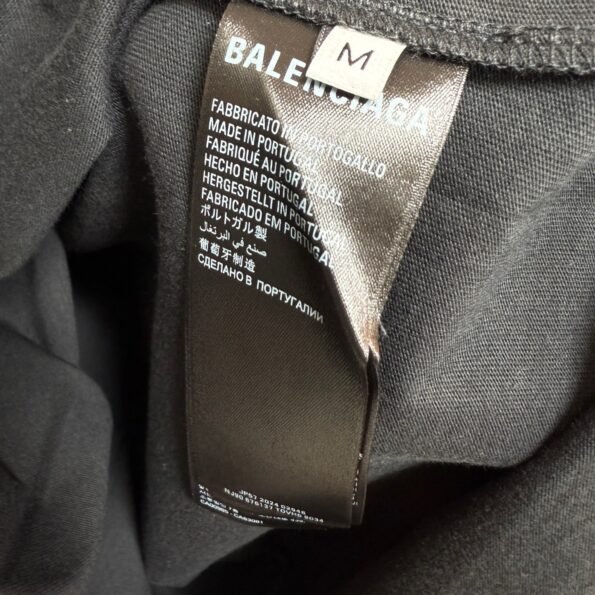 M
BALENCIAGA
FABBRICATO IN PORTOGALLO
MADE IN PORTUGAL
FABRIQUÉ AU PORTUGAL
HECHO EN PORTUGAL
HERGESTELLT IN PORTUGAL
FABRICADO EM PORTUGAL
ポルトガル製
صنع في البرتغال
葡萄牙制造
СДЕЛАНО В ПОРТУГАЛИИ
2024